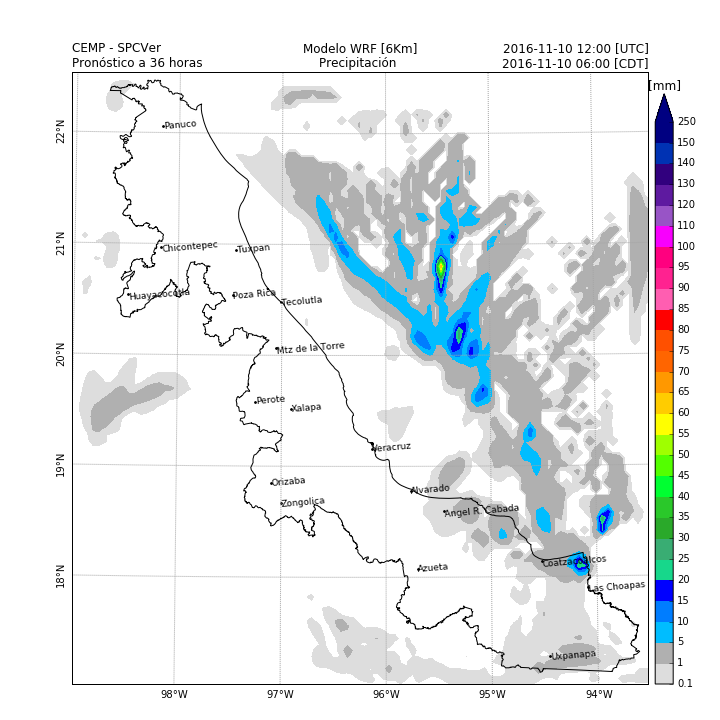 CEMP - SPCVer Modelo WRF [6Km] 2016-11-10 12:00 [UTC]
Pronóstico a 36 horas Precipitación 2016-11-10 06:00 [CDT]
[mm]
250
150
140
130
120
110
100
95
90
85
80
75
70
65
60
55
50
45
40
35
30
25
20
15
10
5
1
0.1
22°N
21°N
20°N
19°N
18°N
Panuco
Chicontepec
Tuxpan
Huayacocotla
Poza Rica
Tecolutla
Mtz de la Torre
Perote
Xalapa
Veracruz
Orizaba
Alvarado
Zongolica
Angel R. Cabada
Azueta
Coatzacoalcos
Las Choapas
Uxpanapa
98°W 97°W 96°W 95°W 94°W